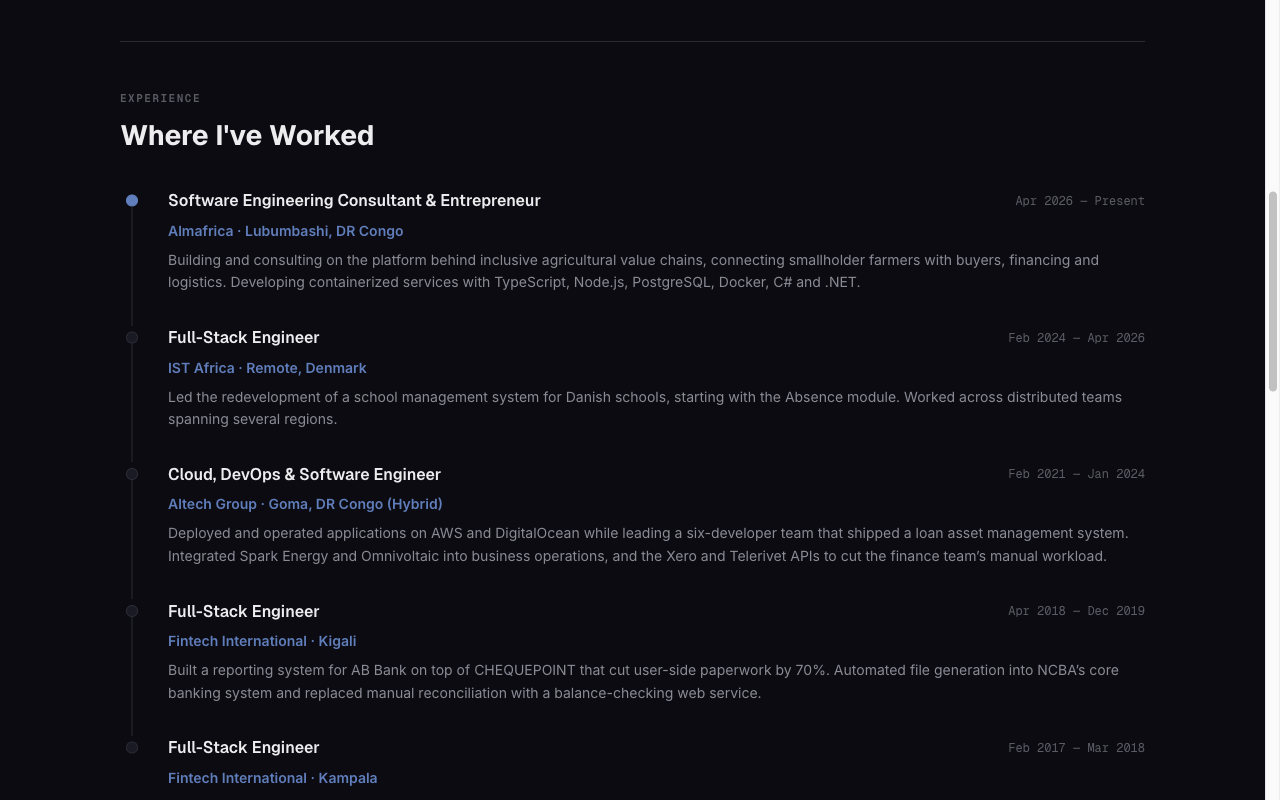 EXPERIENCE
Where I've Worked
Software Engineering Consultant & Entrepreneur
Apr 2026 — Present
Almafrica · Lubumbashi, DR Congo
Building and consulting on the platform behind inclusive agricultural value chains, connecting smallholder farmers with buyers, financing and
logistics. Developing containerized services with TypeScript, Node.js, PostgreSQL, Docker, C# and .NET.
Full-Stack Engineer
Feb 2024 — Apr 2026
IST Africa · Remote, Denmark
Led the redevelopment of a school management system for Danish schools, starting with the Absence module. Worked across distributed teams
spanning several regions.
Cloud, DevOps & Software Engineer
Feb 2021 — Jan 2024
Altech Group · Goma, DR Congo (Hybrid)
Deployed and operated applications on AWS and DigitalOcean while leading a six-developer team that shipped a loan asset management system.
Integrated Spark Energy and Omnivoltaic into business operations, and the Xero and Telerivet APIs to cut the finance team’s manual workload.
Full-Stack Engineer
Apr 2018 — Dec 2019
Fintech International · Kigali
Built a reporting system for AB Bank on top of CHEQUEPOINT that cut user-side paperwork by 70%. Automated file generation into NCBA’s core
banking system and replaced manual reconciliation with a balance-checking web service.
Full-Stack Engineer
Feb 2017 — Mar 2018
Fintech International · Kampala